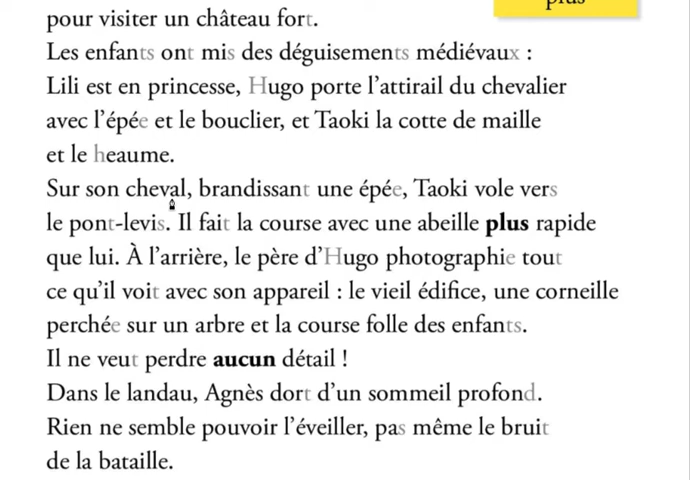 plus
pour visiter un château fort.
Les enfants ont mis des déguisements médiévaux :
Lili est en princesse, Hugo porte l’attirail du chevalier
avec l’épée et le bouclier, et Taoki la cotte de maille
et le heaume.
Sur son cheval, brandissant une épée, Taoki vole vers
le pont-levis. Il fait la course avec une abeille plus rapide
que lui. À l’arrière, le père d’Hugo photographie tout
ce qu’il voit avec son appareil : le vieil édifice, une corneille
perchée sur un arbre et la course folle des enfants.
Il ne veut perdre aucun détail !
Dans le landau, Agnès dort d’un sommeil profond.
Rien ne semble pouvoir l’éveiller, pas même le bruit
de la bataille.